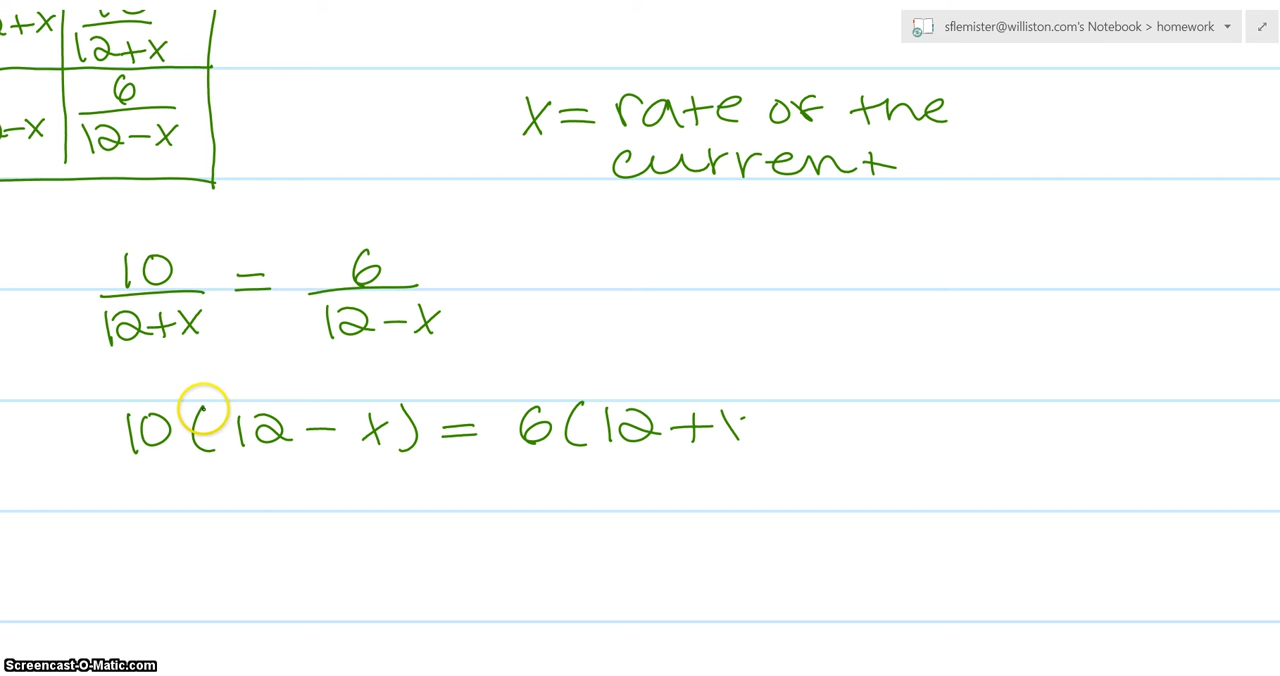 sflemister@williston.com's Notebook > homework
+x
12+x
6
12-x
-x
x = rate of the
current
10 = 6
12+x 12-x
10(12-x) = 6(12+
Screencast-O-Matic.com